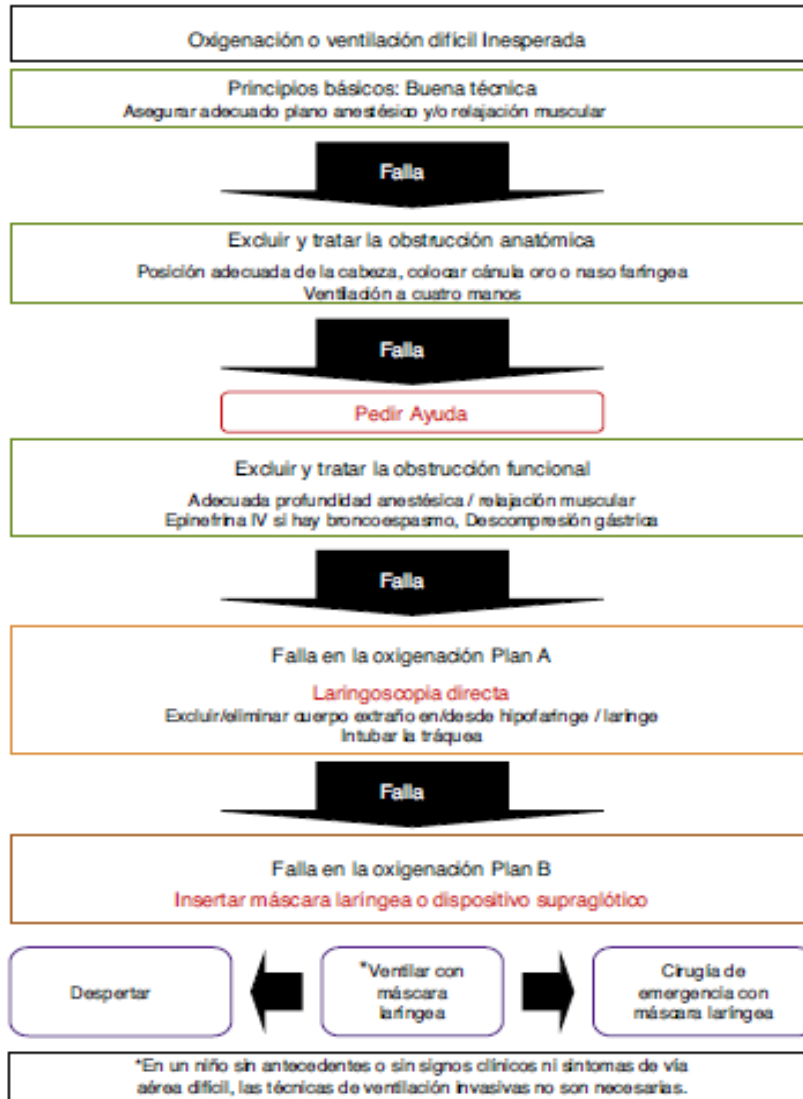 Oxigenación o ventilación difícil Inesperada
Principios básicos: Buena técnica
Asegurar adecuado plano anestésico y/o relajación muscular
Falla
Excluir y tratar la obstrucción anatómica
Posición adecuada de la cabeza, colocar cánula oro o naso faríngea
Ventilación a cuatro manos
Falla
Pedir Ayuda
Excluir y tratar la obstrucción funcional
Adecuada profundidad anestésica / relajación muscular
Epinefrina IV si hay broncoespasmo, Descompresión gástrica
Falla
Falla en la oxigenación Plan A
Laringoscopia directa
Excluir/eliminar cuerpo extraño en/desde hipofaringe / laringe
Intubar la tráquea
Falla
Falla en la oxigenación Plan B
Insertar máscara laríngea o dispositivo supraglótico
Despertar
*Ventilar con
máscara
laríngea
Cirugía de
emergencia con
máscara laríngea
*En un niño sin antecedentes o sin signos clínicos ni sintomas de vía
aérea difícil, las técnicas de ventilación invasivas no son necesarias.